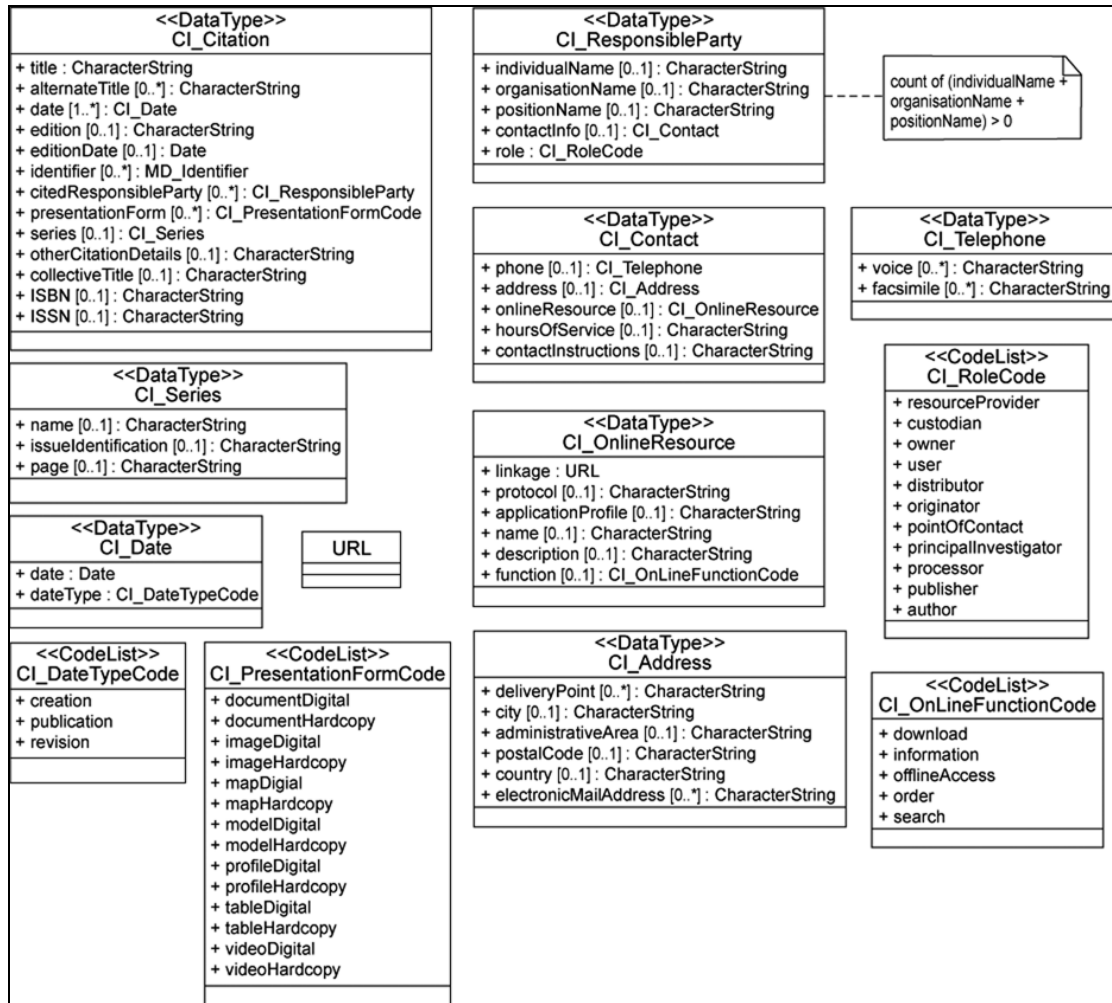 <<DataType>>
CI_Citation
+ title : CharacterString
+ alternateTitle [0..*] : CharacterString
+ date [1..*] : CI_Date
+ edition [0..1] : CharacterString
+ editionDate [0..1] : Date
+ identifier [0..*] : MD_Identifier
+ citedResponsibleParty [0..*] : CI_ResponsibleParty
+ presentationForm [0..*] : CI_PresentationFormCode
+ series [0..1] : CI_Series
+ otherCitationDetails [0..1] : CharacterString
+ collectiveTitle [0..1] : CharacterString
+ ISBN [0..1] : CharacterString
+ ISSN [0..1] : CharacterString
<<DataType>>
CI_ResponsibleParty
+ individualName [0..1] : CharacterString
+ organisationName [0..1] : CharacterString
+ positionName [0..1] : CharacterString
+ contactInfo [0..1] : CI_Contact
+ role : CI_RoleCode
count of (individualName +
organisationName +
positionName) > 0
<<DataType>>
CI_Contact
+ phone [0..1] : CI_Telephone
+ address [0..1] : CI_Address
+ onlineResource [0..1] : CI_OnlineResource
+ hoursOfService [0..1] : CharacterString
+ contactInstructions [0..1] : CharacterString
<<DataType>>
CI_Telephone
+ voice [0..*] : CharacterString
+ facsimile [0..*] : CharacterString
<<DataType>>
CI_Series
+ name [0..1] : CharacterString
+ issueIdentification [0..1] : CharacterString
+ page [0..1] : CharacterString
<<DataType>>
CI_OnlineResource
+ linkage : URL
+ protocol [0..1] : CharacterString
+ applicationProfile [0..1] : CharacterString
+ name [0..1] : CharacterString
+ description [0..1] : CharacterString
+ function [0..1] : CI_OnLineFunctionCode
<<CodeList>>
CI_RoleCode
+ resourceProvider
+ custodian
+ owner
+ user
+ distributor
+ originator
+ pointOfContact
+ principalInvestigator
+ processor
+ publisher
+ author
<<DataType>>
CI_Date
+ date : Date
+ dateType : CI_DateTypeCode
URL
<<CodeList>>
CI_DateTypeCode
+ creation
+ publication
+ revision
<<CodeList>>
CI_PresentationFormCode
+ documentDigital
+ documentHardcopy
+ imageDigital
+ imageHardcopy
+ mapDigial
+ mapHardcopy
+ modelDigital
+ modelHardcopy
+ profileDigital
+ profileHardcopy
+ tableDigital
+ tableHardcopy
+ videoDigital
+ videoHardcopy
<<DataType>>
CI_Address
+ deliveryPoint [0..*] : CharacterString
+ city [0..1] : CharacterString
+ administrativeArea [0..1] : CharacterString
+ postalCode [0..1] : CharacterString
+ country [0..1] : CharacterString
+ electronicMailAddress [0..*] : CharacterString
<<CodeList>>
CI_OnLineFunctionCode
+ download
+ information
+ offlineAccess
+ order
+ search